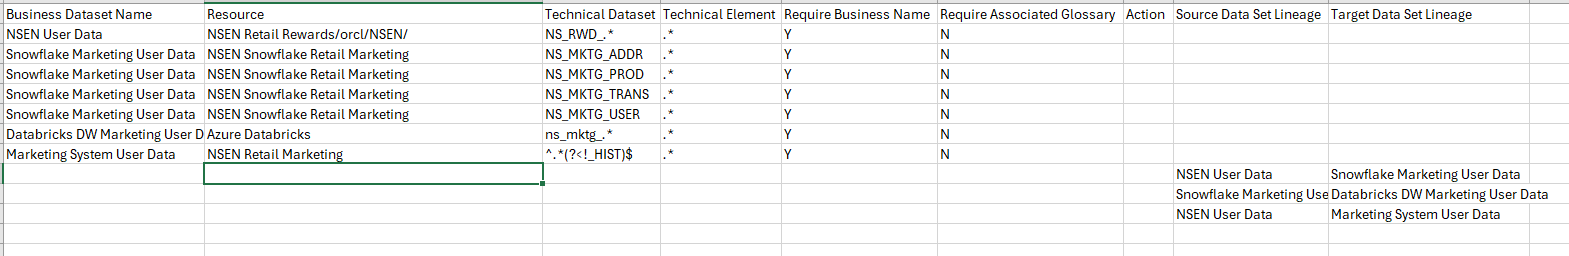 Business Dataset Name Resource Technical Dataset Technical Element Require Business Name Require Associated Glossary Action Source Data Set Lineage Target Data Set Lineage
NSEN User Data NSEN Retail Rewards/orcl/NSEN/ NS_RWD_.* .* Y N
Snowflake Marketing User Data NSEN Snowflake Retail Marketing NS_MKTG_ADDR .* Y N
Snowflake Marketing User Data NSEN Snowflake Retail Marketing NS_MKTG_PROD .* Y N
Snowflake Marketing User Data NSEN Snowflake Retail Marketing NS_MKTG_TRANS .* Y N
Snowflake Marketing User Data NSEN Snowflake Retail Marketing NS_MKTG_USER .* Y N
Databricks DW Marketing User D Azure Databricks ns_mktg_.* .* Y N
Marketing System User Data NSEN Retail Marketing ^.*(?<!_HIST)$ .* Y N
NSEN User Data Snowflake Marketing User Data
Snowflake Marketing Use Databricks DW Marketing User Data
NSEN User Data Marketing System User Data